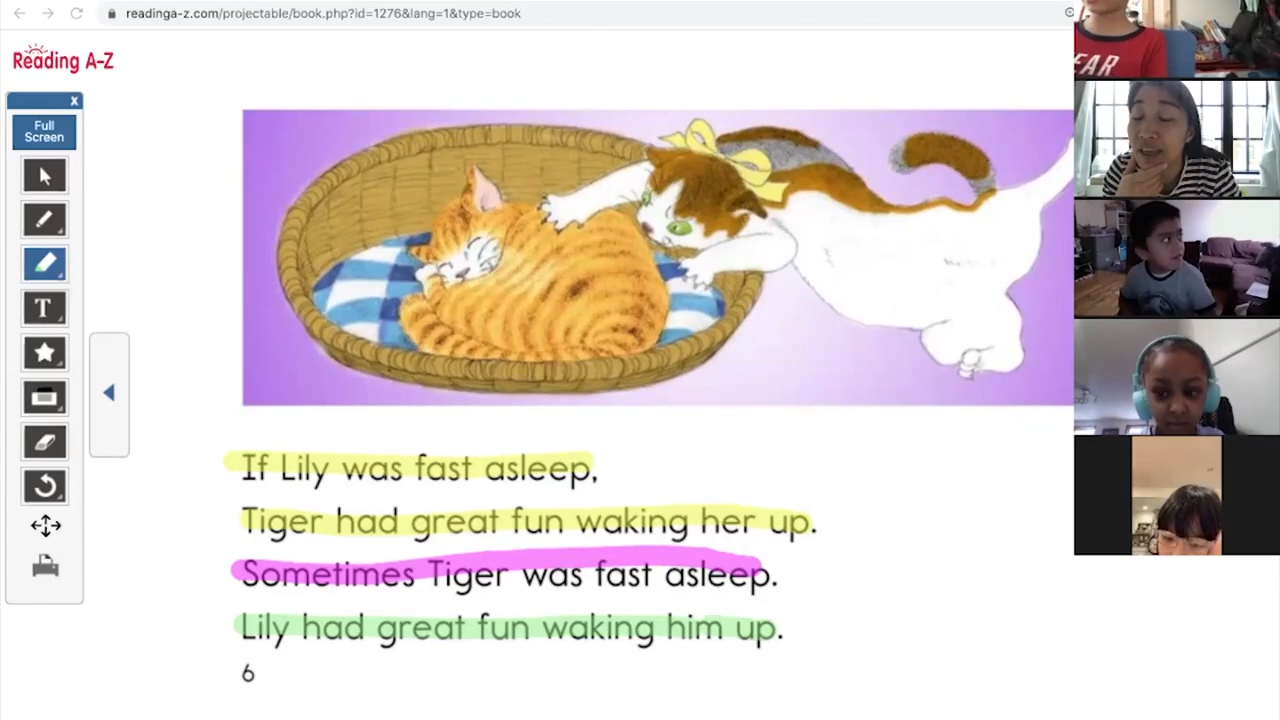 readinga-z.com/projectable/book.php?id=1276&lang=1&type=book
Reading A-Z
x
Full
Screen
T
If Lily was fast asleep,
Tiger had great fun waking her up.
Sometimes Tiger was fast asleep.
Lily had great fun waking him up.
6
EAR